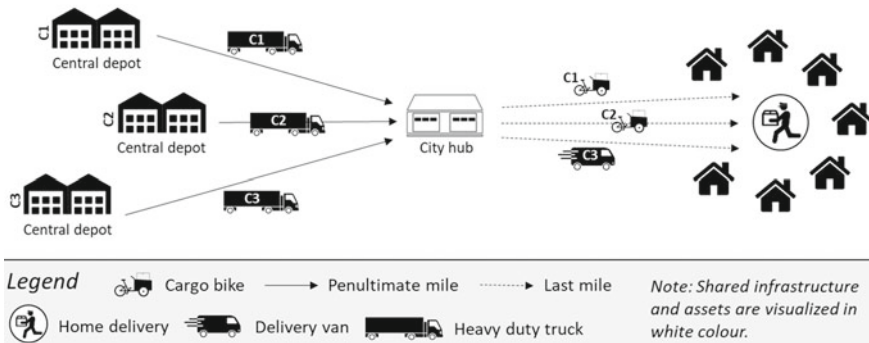 C1
Central depot
C1
C2
Central depot
C2
C3
Central depot
C3
City hub
C1
C2
C3
Legend
Cargo bike
Penultimate mile
Last mile
Home delivery
Delivery van
Heavy duty truck
Note: Shared infrastructure
and assets are visualized in
white colour.